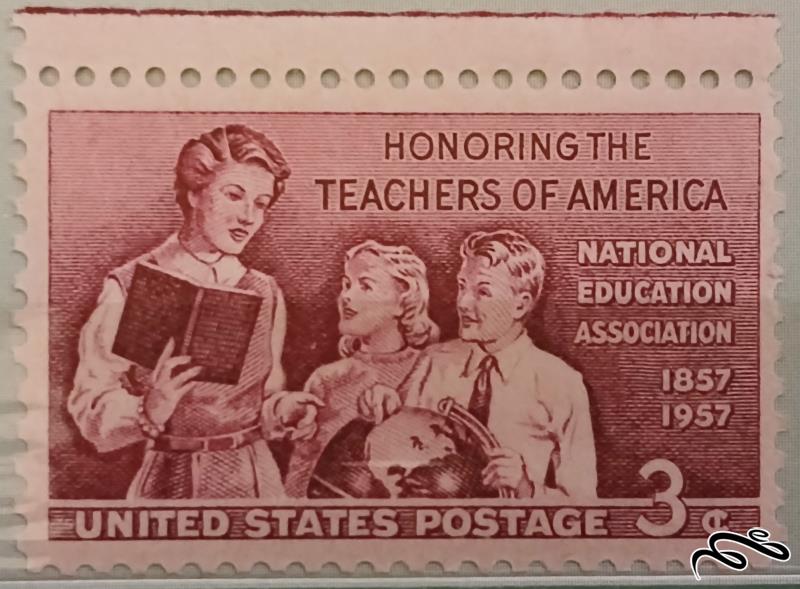 HONORING THE
TEACHERS OF AMERICA
NATIONAL
EDUCATION
ASSOCIATION
1857
1957
UNITED STATES POSTAGE 3¢